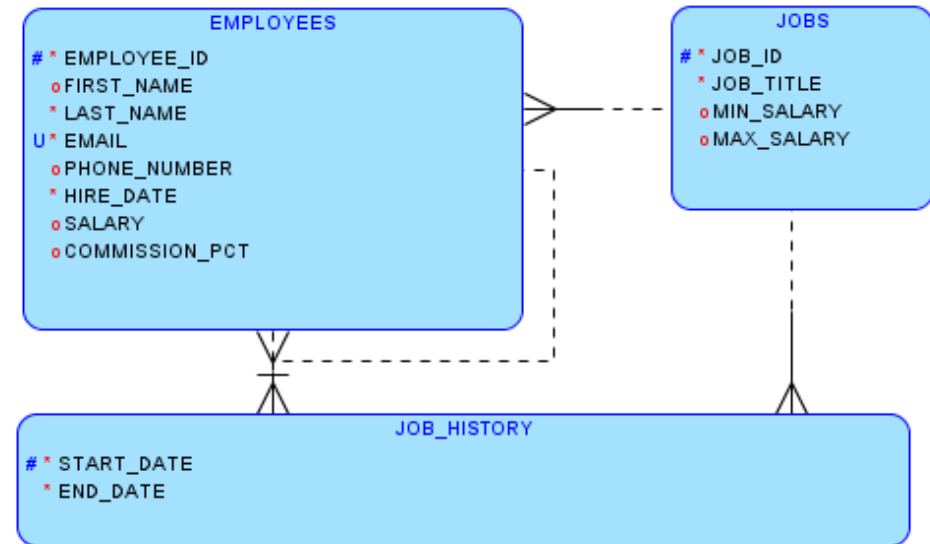 EMPLOYEES
# * EMPLOYEE_ID
o FIRST_NAME
* LAST_NAME
U * EMAIL
o PHONE_NUMBER
* HIRE_DATE
o SALARY
o COMMISSION_PCT
JOBS
# * JOB_ID
* JOB_TITLE
o MIN_SALARY
o MAX_SALARY
JOB_HISTORY
# * START_DATE
* END_DATE